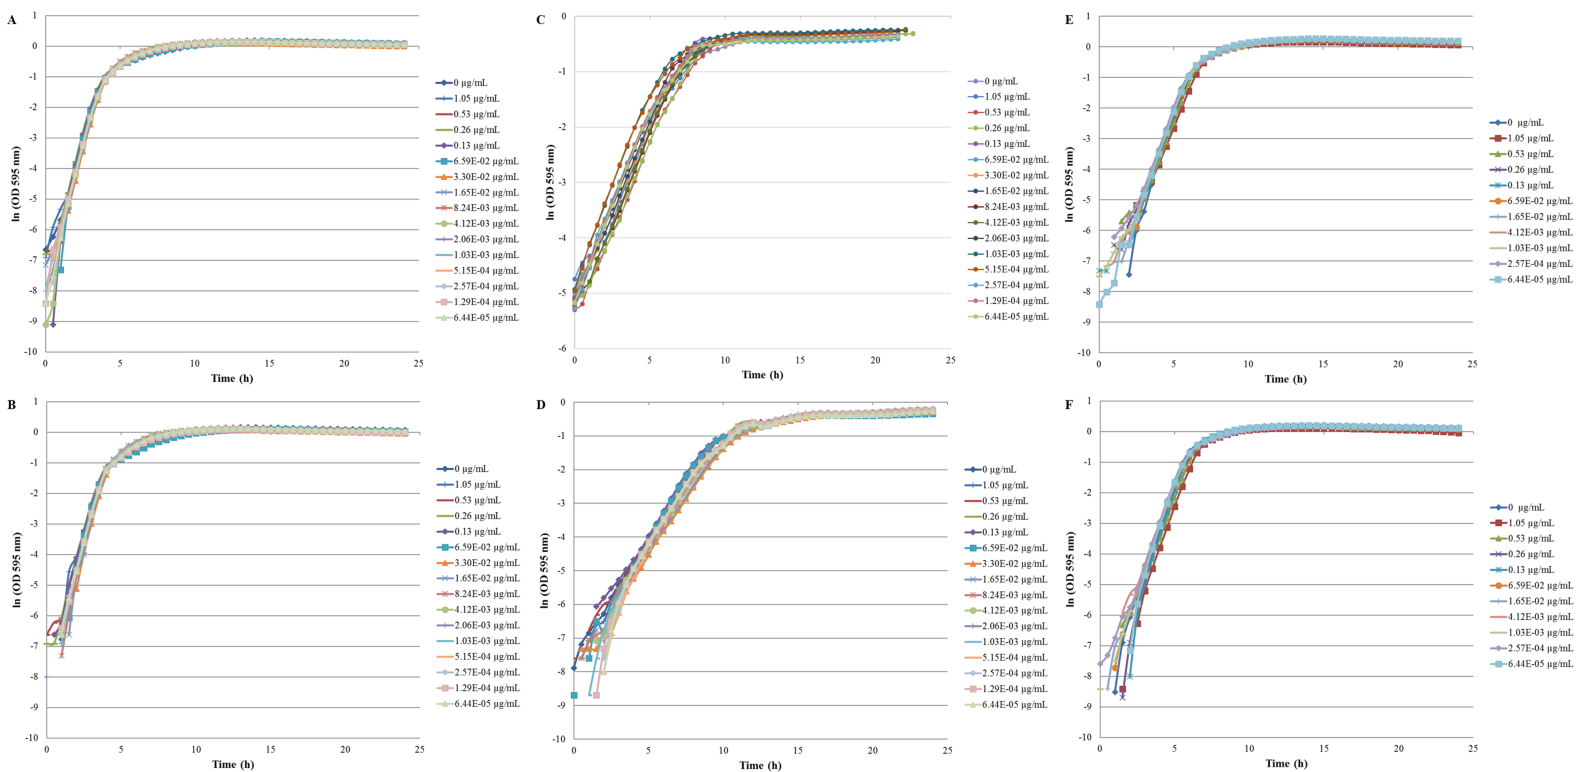 A
1
0
-1
-2
-3
-4
-5
-6
-7
-8
-9
-10
ln (OD 595 nm)
0 5 10 15 20 25
Time (h)
0 µg/mL
1.05 µg/mL
0.53 µg/mL
0.26 µg/mL
0.13 µg/mL
6.59E-02 µg/mL
3.30E-02 µg/mL
1.65E-02 µg/mL
8.24E-03 µg/mL
4.12E-03 µg/mL
2.06E-03 µg/mL
1.03E-03 µg/mL
5.15E-04 µg/mL
2.57E-04 µg/mL
1.29E-04 µg/mL
6.44E-05 µg/mL
C
0
-1
-2
-3
-4
-5
-6
ln (OD 595 nm)
0 5 10 15 20 25
Time (h)
0 µg/mL
1.05 µg/mL
0.53 µg/mL
0.26 µg/mL
0.13 µg/mL
6.59E-02 µg/mL
3.30E-02 µg/mL
1.65E-02 µg/mL
8.24E-03 µg/mL
4.12E-03 µg/mL
2.06E-03 µg/mL
1.03E-03 µg/mL
5.15E-04 µg/mL
2.57E-04 µg/mL
1.29E-04 µg/mL
6.44E-05 µg/mL
E
1
0
-1
-2
-3
-4
-5
-6
-7
-8
-9
-10
ln (OD 595 nm)
0 5 10 15 20 25
Time (h)
0 µg/mL
1.05 µg/mL
0.53 µg/mL
0.26 µg/mL
0.13 µg/mL
6.59E-02 µg/mL
1.65E-02 µg/mL
4.12E-03 µg/mL
1.03E-03 µg/mL
2.57E-04 µg/mL
6.44E-05 µg/mL
B
1
0
-1
-2
-3
-4
-5
-6
-7
-8
-9
-10
ln (OD 595 nm)
0 5 10 15 20 25
Time (h)
0 µg/mL
1.05 µg/mL
0.53 µg/mL
0.26 µg/mL
0.13 µg/mL
6.59E-02 µg/mL
3.30E-02 µg/mL
1.65E-02 µg/mL
8.24E-03 µg/mL
4.12E-03 µg/mL
2.06E-03 µg/mL
1.03E-03 µg/mL
5.15E-04 µg/mL
2.57E-04 µg/mL
1.29E-04 µg/mL
6.44E-05 µg/mL
D
0
-1
-2
-3
-4
-5
-6
-7
-8
-9
-10
ln (OD 595 nm)
0 5 10 15 20 25
Time (h)
0 µg/mL
1.05 µg/mL
0.53 µg/mL
0.26 µg/mL
0.13 µg/mL
6.59E-02 µg/mL
3.30E-02 µg/mL
1.65E-02 µg/mL
8.24E-03 µg/mL
4.12E-03 µg/mL
2.06E-03 µg/mL
1.03E-03 µg/mL
5.15E-04 µg/mL
2.57E-04 µg/mL
1.29E-04 µg/mL
6.44E-05 µg/mL
F
1
0
-1
-2
-3
-4
-5
-6
-7
-8
-9
-10
ln (OD 595 nm)
0 5 10 15 20 25
Time (h)
0 µg/mL
1.05 µg/mL
0.53 µg/mL
0.26 µg/mL
0.13 µg/mL
6.59E-02 µg/mL
1.65E-02 µg/mL
4.12E-03 µg/mL
1.03E-03 µg/mL
2.57E-04 µg/mL
6.44E-05 µg/mL